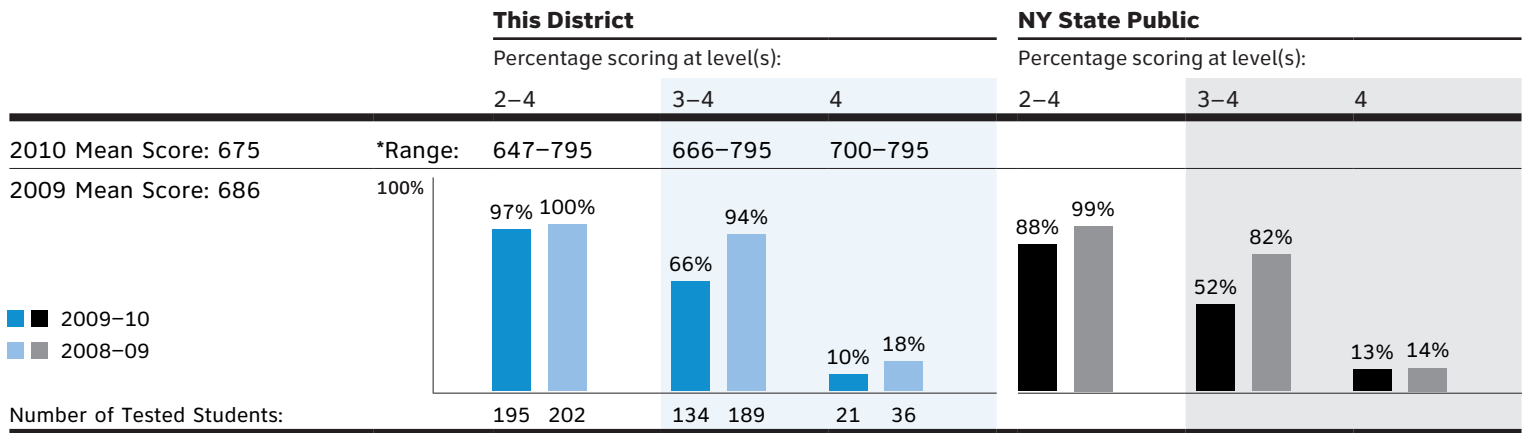 This District NY State Public
Percentage scoring at level(s): Percentage scoring at level(s):
2–4 3–4 4 2–4 3–4 4
2010 Mean Score: 675 *Range: 647–795 666–795 700–795
2009 Mean Score: 686 100%
97% 100% 94% 88% 99%
66% 82%
52%
10% 18% 13% 14%
2009–10
2008–09
Number of Tested Students: 195 202 134 189 21 36